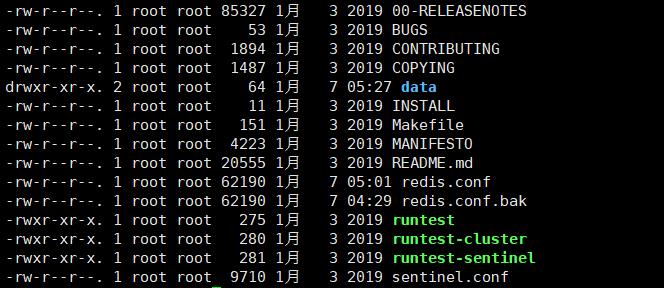 -rw-r--r--. 1 root root 85327 1月   3 2019 00-RELEASENOTES
-rw-r--r--. 1 root root    53 1月   3 2019 BUGS
-rw-r--r--. 1 root root  1894 1月   3 2019 CONTRIBUTING
-rw-r--r--. 1 root root  1487 1月   3 2019 COPYING
drwxr-xr-x. 2 root root    64 1月   7 05:27 data
-rw-r--r--. 1 root root    11 1月   3 2019 INSTALL
-rw-r--r--. 1 root root   151 1月   3 2019 Makefile
-rw-r--r--. 1 root root  4223 1月   3 2019 MANIFESTO
-rw-r--r--. 1 root root 20555 1月   3 2019 README.md
-rw-r--r--. 1 root root 62190 1月   7 05:01 redis.conf
-rw-r--r--. 1 root root 62190 1月   7 04:29 redis.conf.bak
-rwxr-xr-x. 1 root root   275 1月   3 2019 runtest
-rwxr-xr-x. 1 root root   280 1月   3 2019 runtest-cluster
-rwxr-xr-x. 1 root root   281 1月   3 2019 runtest-sentinel
-rw-r--r--. 1 root root  9710 1月   3 2019 sentinel.conf